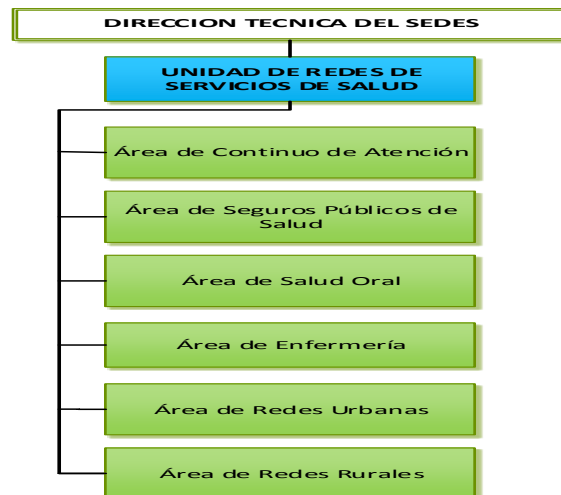 DIRECCION TECNICA DEL SEDES
UNIDAD DE REDES DE
SERVICIOS DE SALUD
Área de Continuo de Atención
Área de Seguros Públicos de
Salud
Área de Salud Oral
Área de Enfermería
Área de Redes Urbanas
Área de Redes Rurales